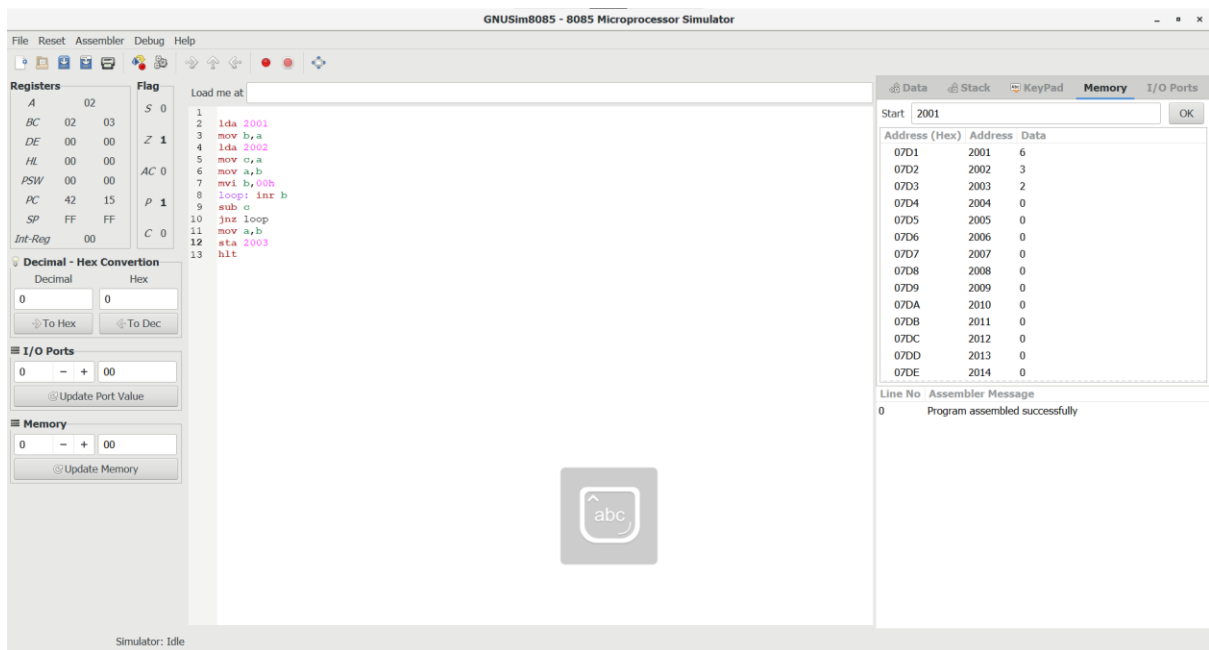 GNUSim8085 - 8085 Microprocessor Simulator
File Reset Assembler Debug Help
Registers
A 02
BC 02 03
DE 00 00
HL 00 00
PSW 00 00
PC 42 15
SP FF FF
Int-Reg 00
Flag
S 0
Z 1
AC 0
P 1
C 0
Decimal - Hex Convertion
Decimal Hex
0 0
To Hex To Dec
I/O Ports
0 - + 00
Update Port Value
Memory
0 - + 00
Update Memory
Load me at
1
2 lda 2001
3 mov b,a
4 lda 2002
5 mov c,a
6 mov a,b
7 mvi b,00h
8 loop: inr b
9 sub c
10 jnz loop
11 mov a,b
12 sta 2003
13 hlt
abc
Data Stack KeyPad Memory I/O Ports
Start 2001 OK
Address (Hex) Address Data
07D1 2001 6
07D2 2002 3
07D3 2003 2
07D4 2004 0
07D5 2005 0
07D6 2006 0
07D7 2007 0
07D8 2008 0
07D9 2009 0
07DA 2010 0
07DB 2011 0
07DC 2012 0
07DD 2013 0
07DE 2014 0
Line No Assembler Message
0 Program assembled successfully
Simulator: Idle